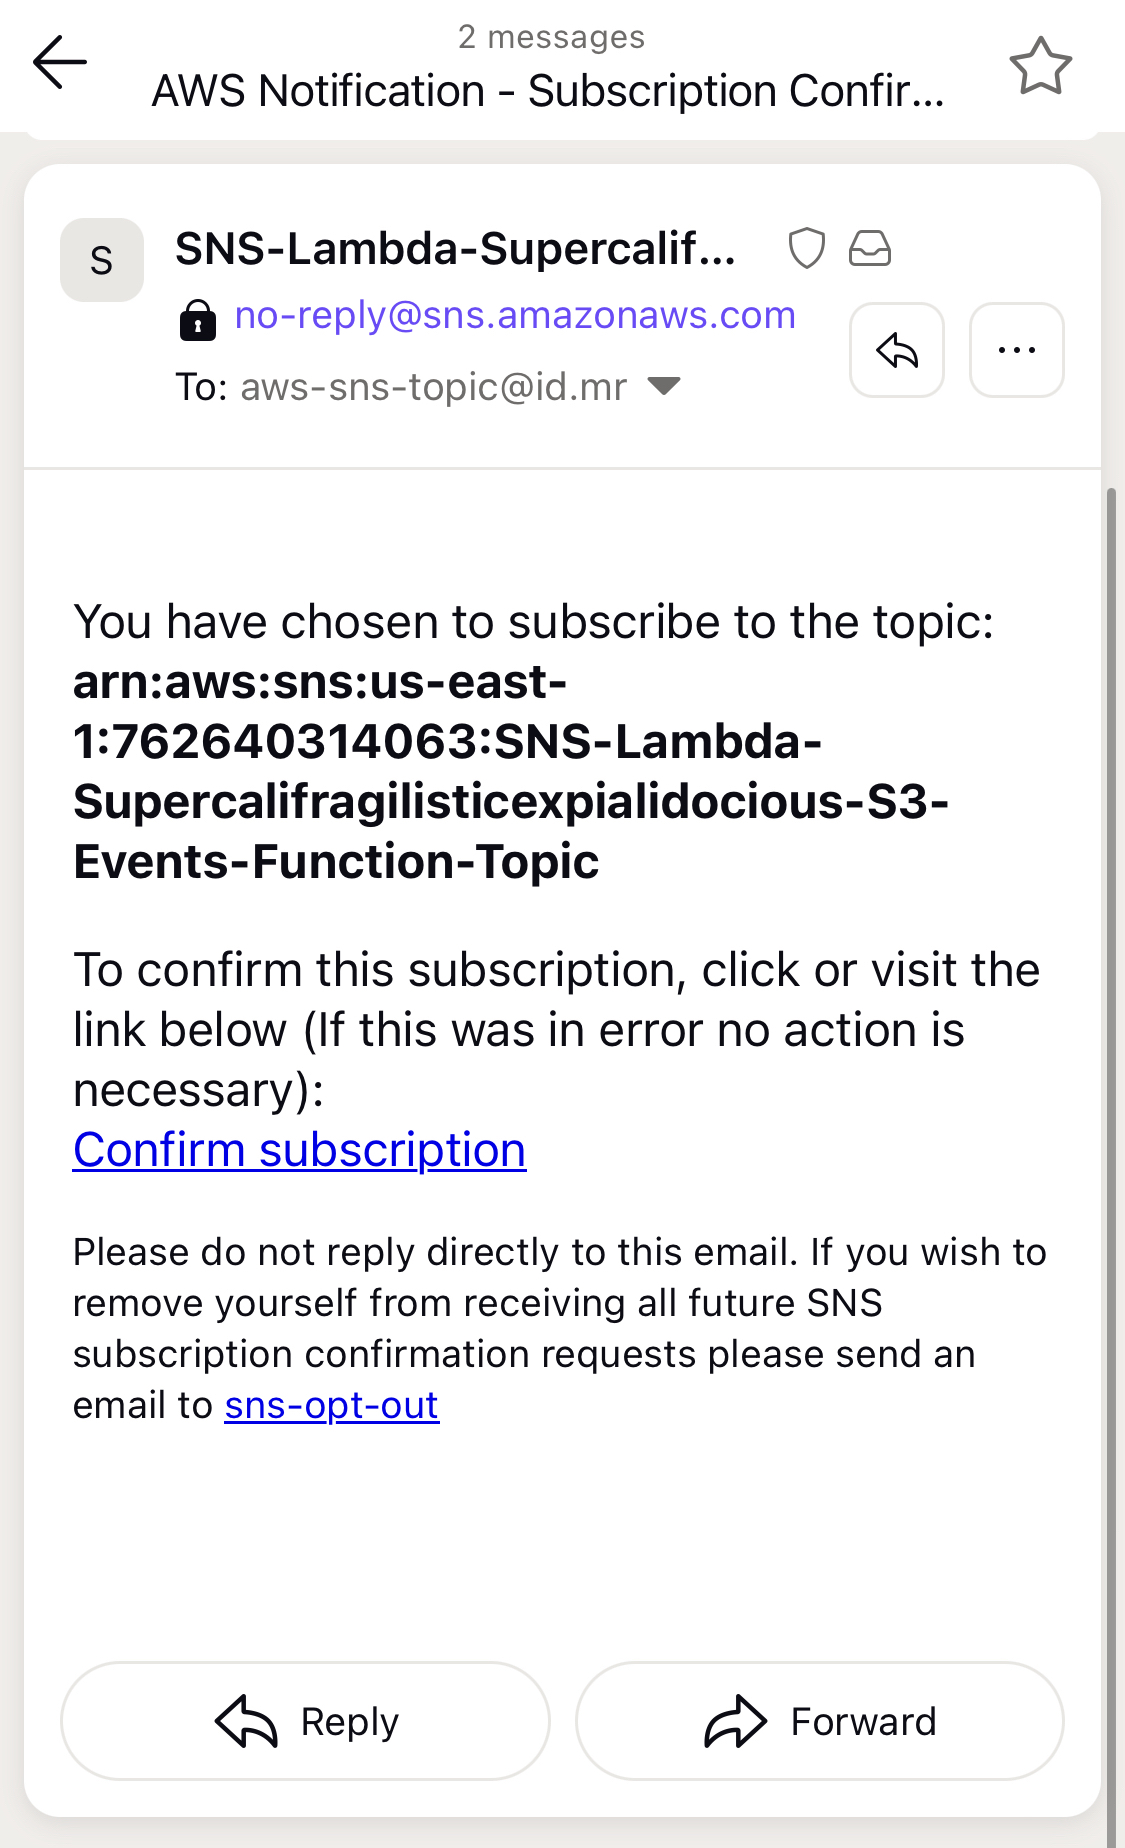 2 messages
AWS Notification - Subscription Confir...
S
SNS-Lambda-Supercalif...
no-reply@sns.amazonaws.com
To: aws-sns-topic@id.mr
You have chosen to subscribe to the topic:
arn:aws:sns:us-east-
1:762640314063:SNS-Lambda-
Supercalifragilisticexpialidocious-S3-
Events-Function-Topic
To confirm this subscription, click or visit the
link below (If this was in error no action is
necessary):
Confirm subscription
Please do not reply directly to this email. If you wish to
remove yourself from receiving all future SNS
subscription confirmation requests please send an
email to sns-opt-out
Reply
Forward